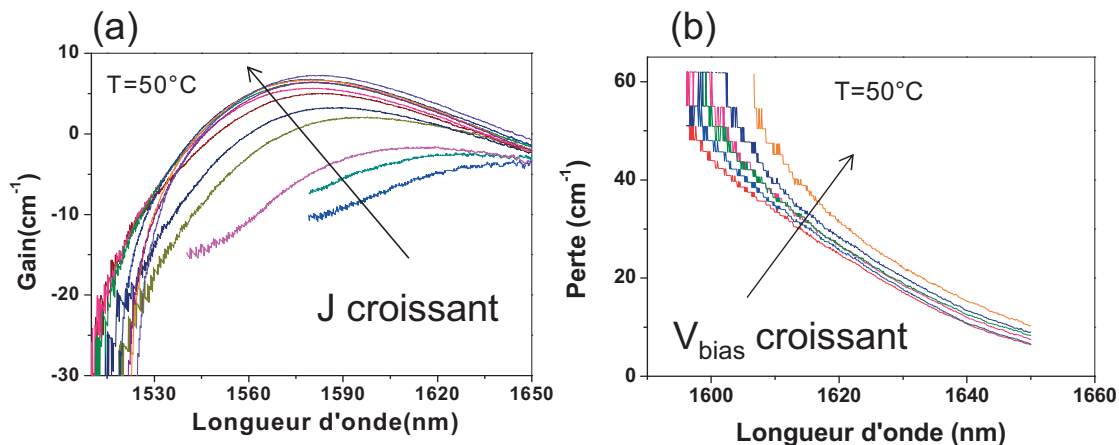 (a)
10
0
-10
-20
-30
Gain(cm⁻¹)
T=50°C
J croissant
1530
1560
1590
1620
1650
Longueur d'onde(nm)
(b)
60
40
20
0
Perte (cm⁻¹)
T=50°C
V_bias croissant
1600
1620
1640
1660
Longueur d'onde (nm)